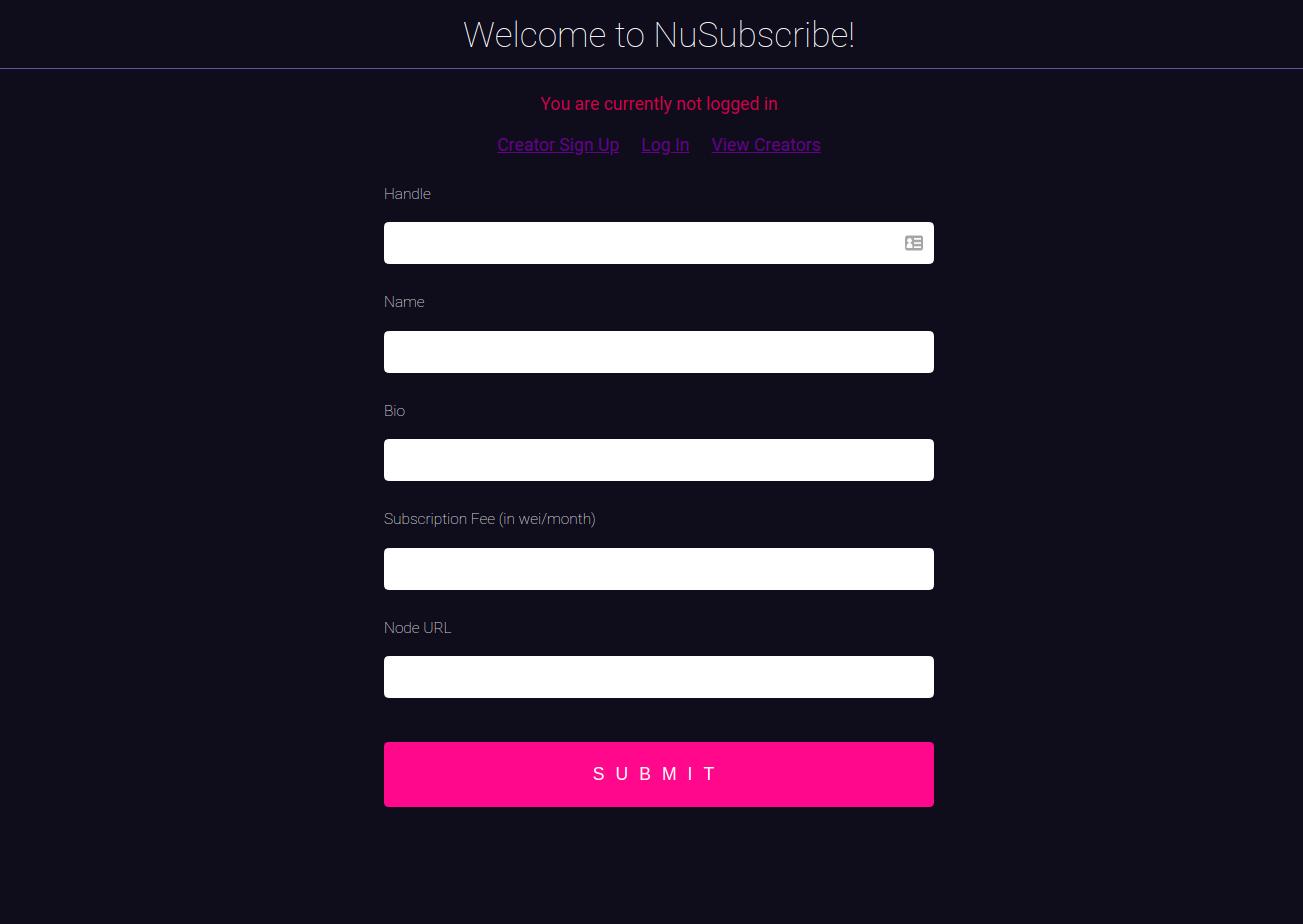 Welcome to NuSubscribe!
You are currently not logged in
Creator Sign Up Log In View Creators
Handle
Name
Bio
Subscription Fee (in wei/month)
Node URL
SUBMIT